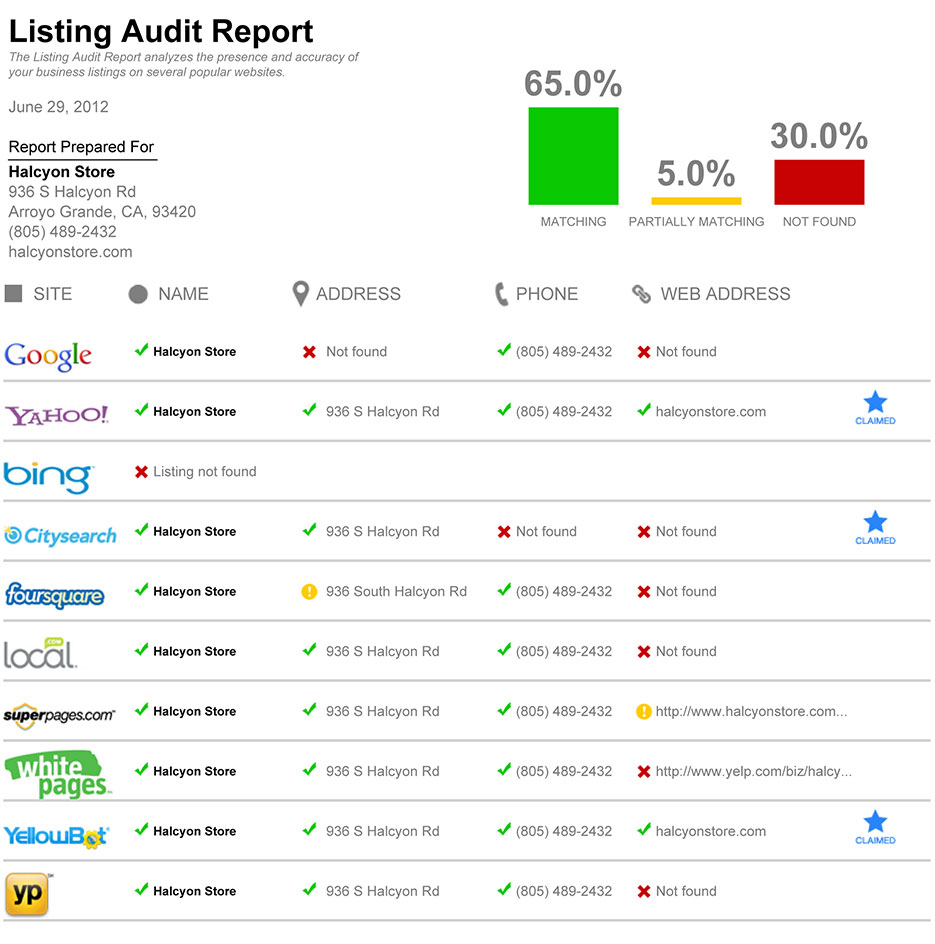 Listing Audit Report
The Listing Audit Report analyzes the presence and accuracy of
your business listings on several popular websites.
June 29, 2012
Report Prepared For
Halcyon Store
936 S Halcyon Rd
Arroyo Grande, CA, 93420
(805) 489-2432
halcyonstore.com
65.0%
5.0%
30.0%
MATCHING PARTIALLY MATCHING NOT FOUND
SITE NAME ADDRESS PHONE WEB ADDRESS
Google Halcyon Store Not found (805) 489-2432 Not found
YAHOO! Halcyon Store 936 S Halcyon Rd (805) 489-2432 halcyonstore.com
CLAIMED
bing Listing not found
Citysearch Halcyon Store 936 S Halcyon Rd Not found Not found
CLAIMED
foursquare Halcyon Store 936 South Halcyon Rd (805) 489-2432 Not found
local.com Halcyon Store 936 S Halcyon Rd (805) 489-2432 Not found
superpages.com Halcyon Store 936 S Halcyon Rd (805) 489-2432 http://www.halcyonstore.com...
white
pages Halcyon Store 936 S Halcyon Rd (805) 489-2432 http://www.yelp.com/biz/halcy...
YELLOWBOT Halcyon Store 936 S Halcyon Rd (805) 489-2432 halcyonstore.com
CLAIMED
yp Halcyon Store 936 S Halcyon Rd (805) 489-2432 Not found